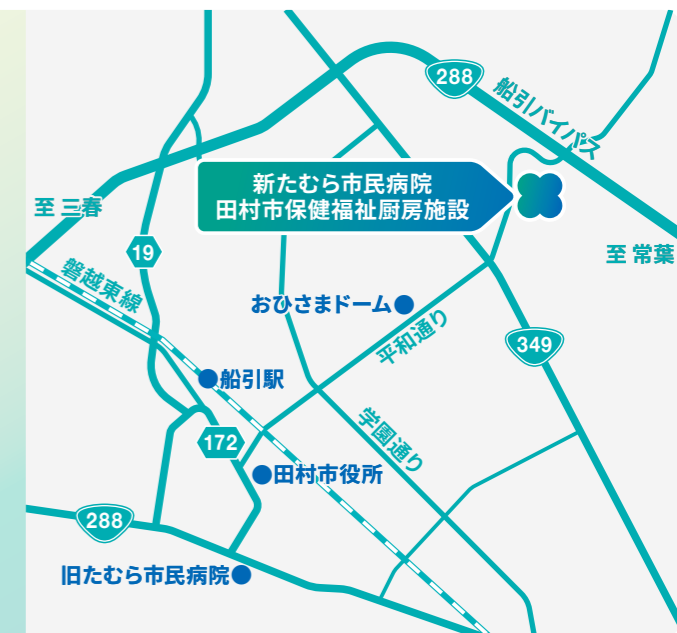 288
船引バイパス
新たむら市民病院
田村市保健福祉厨房施設
至 三春
至 常葉
19
磐越東線
おひさまドーム
平和通り
349
船引駅
学園通り
172
田村市役所
288
旧たむら市民病院